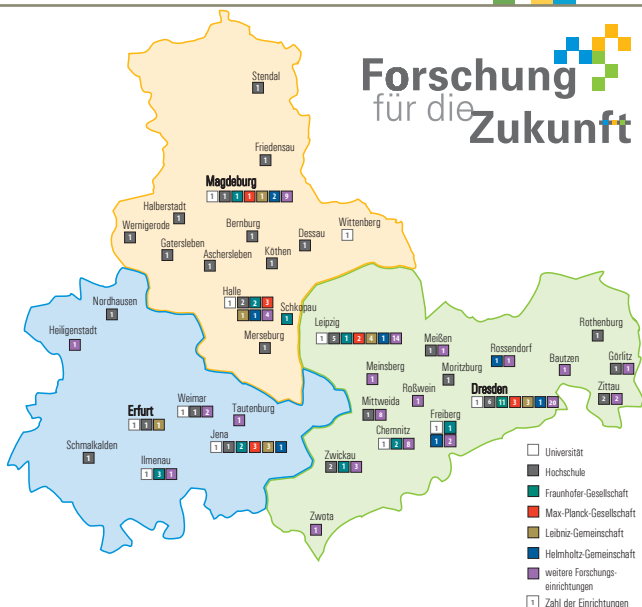 Forschung
für die
Zukunft
Stendal
1
Friedensau
1
Magdeburg
1 1 1 1 1 2 9
Halberstadt
1
Wernigerode
1
Gatersleben
1
Aschersleben
1
Bernburg
1
Köthen
1
Dessau
1
Wittenberg
1
Halle
1 2 2 3
1 1 4
Schkopau
1
Merseburg
1
Nordhausen
1
Heiligenstadt
1
Erfurt
1 1 1
Weimar
1 1 2
Tautenburg
1
Jena
1 1 2 3 3 1
Schmalkalden
1
Ilmenau
1 3 1
Leipzig
1 5 1 2 4 1 14
Meißen
1 1
Meinsberg
1
Moritzburg
1
Roßwein
1
Mittweida
1 8
Chemnitz
1 2 8
Freiberg
1 1
1 2
Zwickau
2 1 3
Zwota
1
Rossendorf
1 1
Dresden
1 6 11 3 3 1 20
Bautzen
1
Rothenburg
1
Görlitz
1 1
Zittau
2 2
Universität
Hochschule
Fraunhofer-Gesellschaft
Max-Planck-Gesellschaft
Leibniz-Gemeinschaft
Helmholtz-Gemeinschaft
weitere Forschungs-
einrichtungen
1 Zahl der Einrichtungen